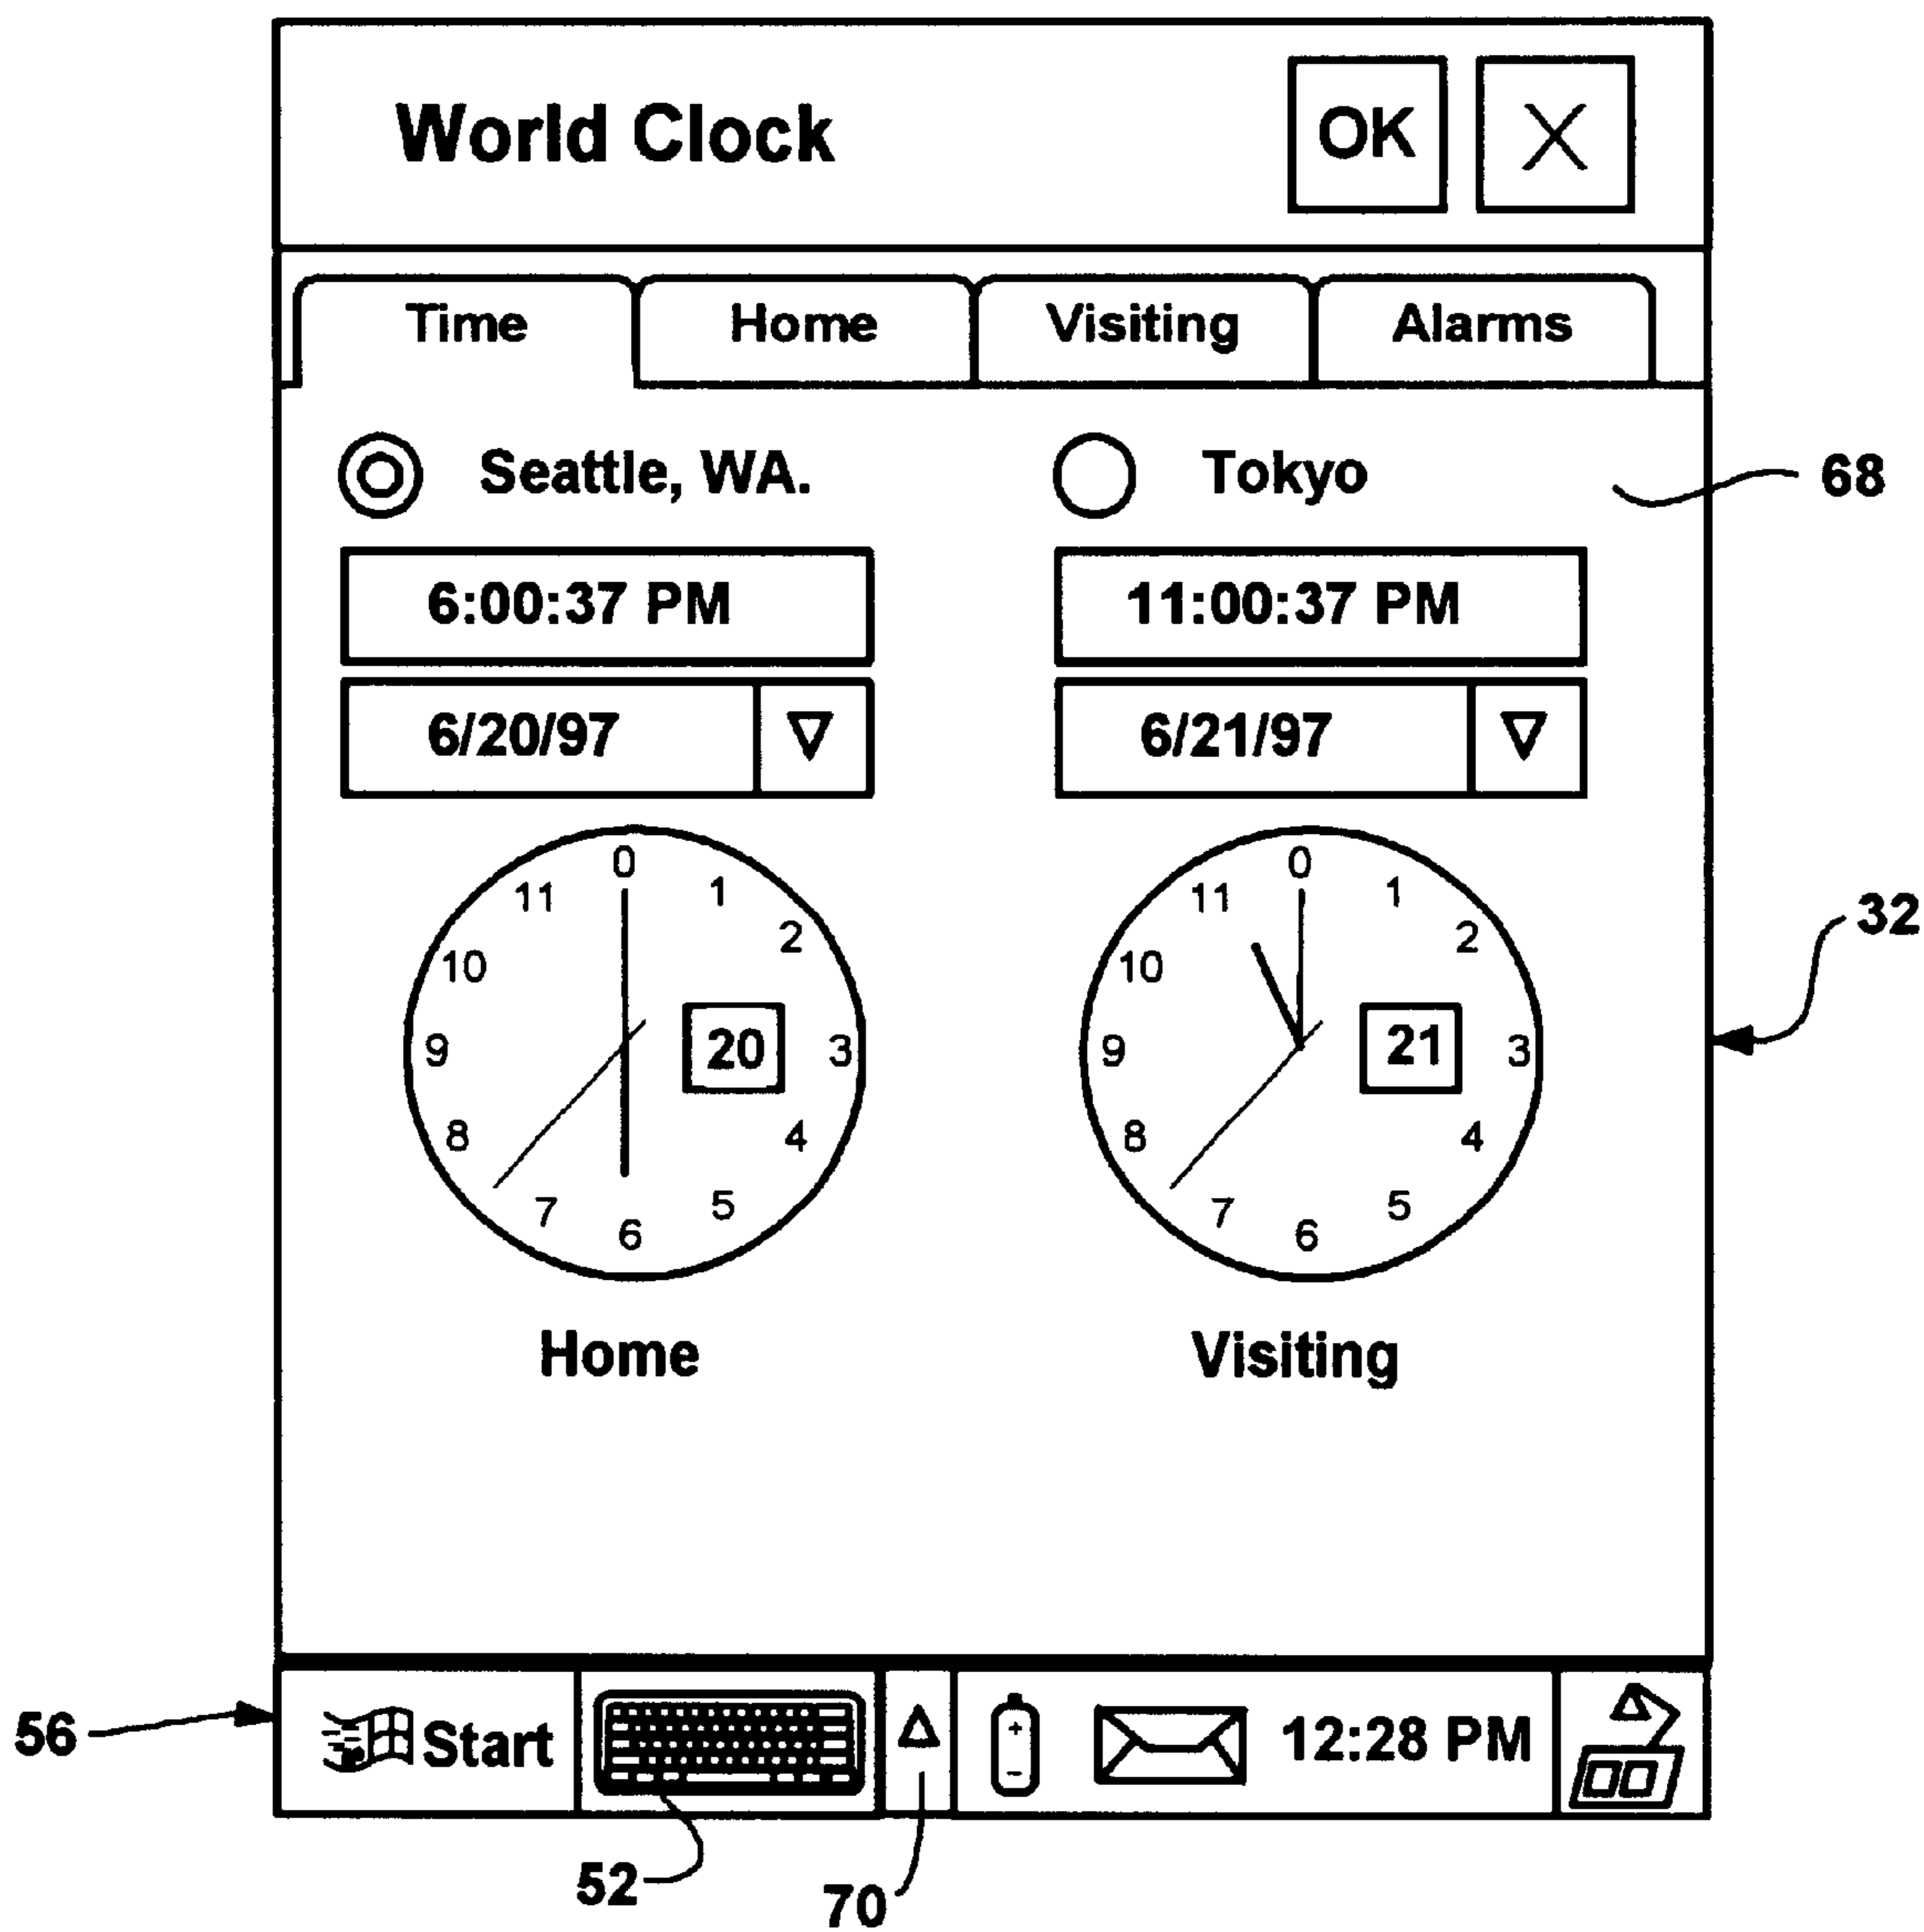 World Clock OK X
Time Home Visiting Alarms
Seattle, WA. Tokyo 68
6:00:37 PM 11:00:37 PM
6/20/97 6/21/97
0 1 2 3 4 5 6 7 8 9 10 11 20
0 1 2 3 4 5 6 7 8 9 10 11 21
32
Home Visiting
56 Start + - 12:28 PM
52 70